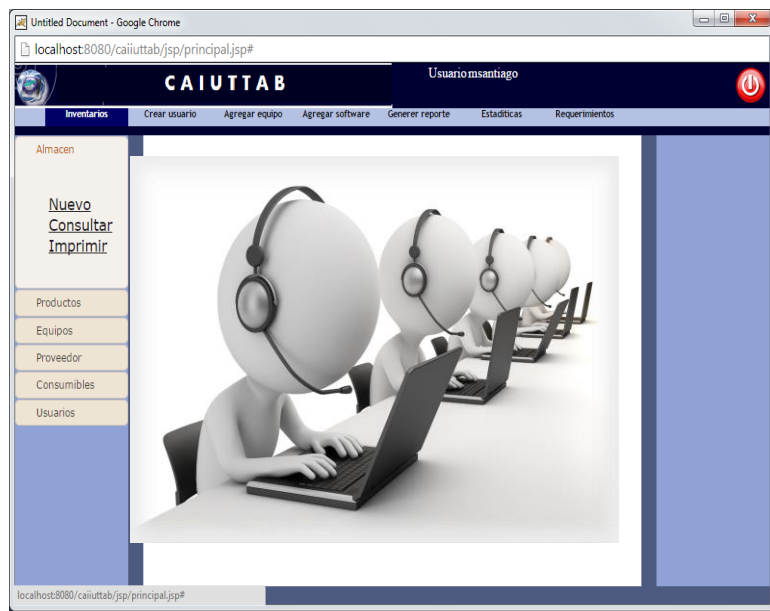 Untitled Document - Google Chrome
localhost:8080/caiiuttab/jsp/principal.jsp#
CAIUTTAB
Usuario msantiago
Inventarios Crear usuario Agregar equipo Agregar software Generer reporte Estadíticas Requerimientos
Almacen
Nuevo
Consultar
Imprimir
Productos
Equipos
Proveedor
Consumibles
Usuarios
localhost:8080/caiiuttab/jsp/principal.jsp#